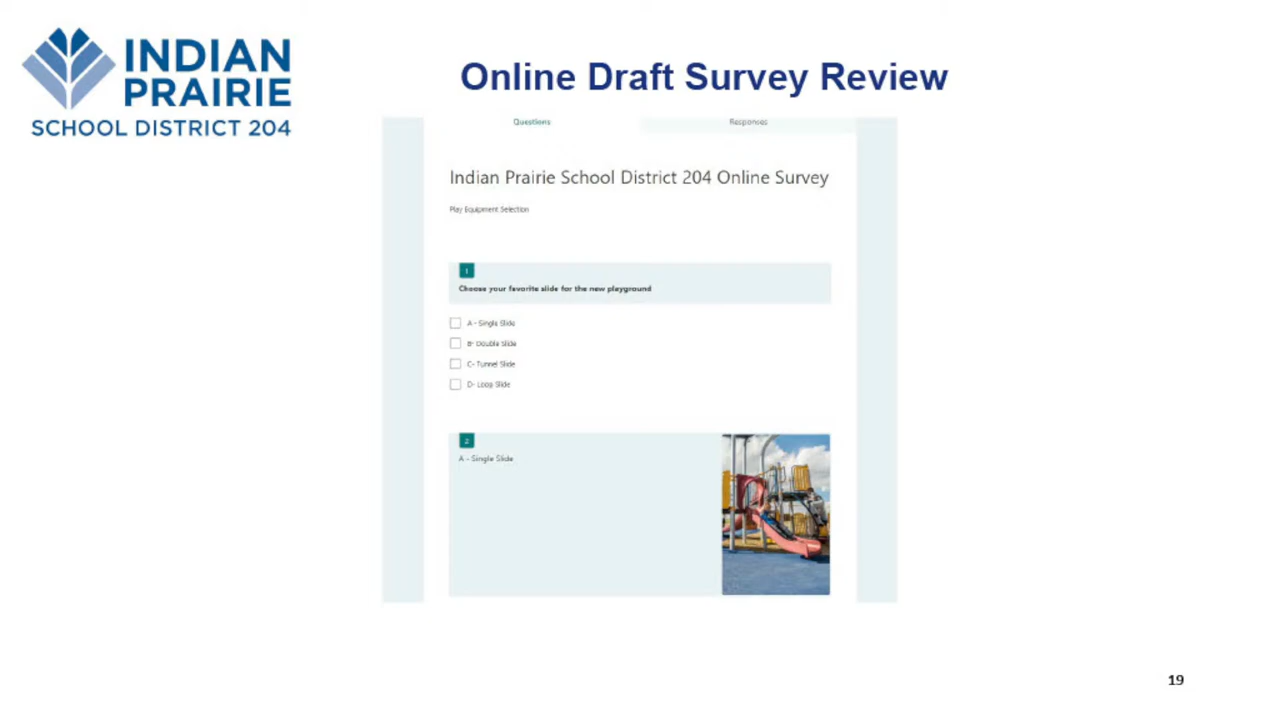 INDIAN
PRAIRIE
SCHOOL DISTRICT 204
Online Draft Survey Review
Questions
Responses
Indian Prairie School District 204 Online Survey
Play Equipment Selection
1
Choose your favorite slide for the new playground
A - Single Slide
B- Double Slide
C- Tunnel Slide
D- Loop Slide
2
A - Single Slide
19